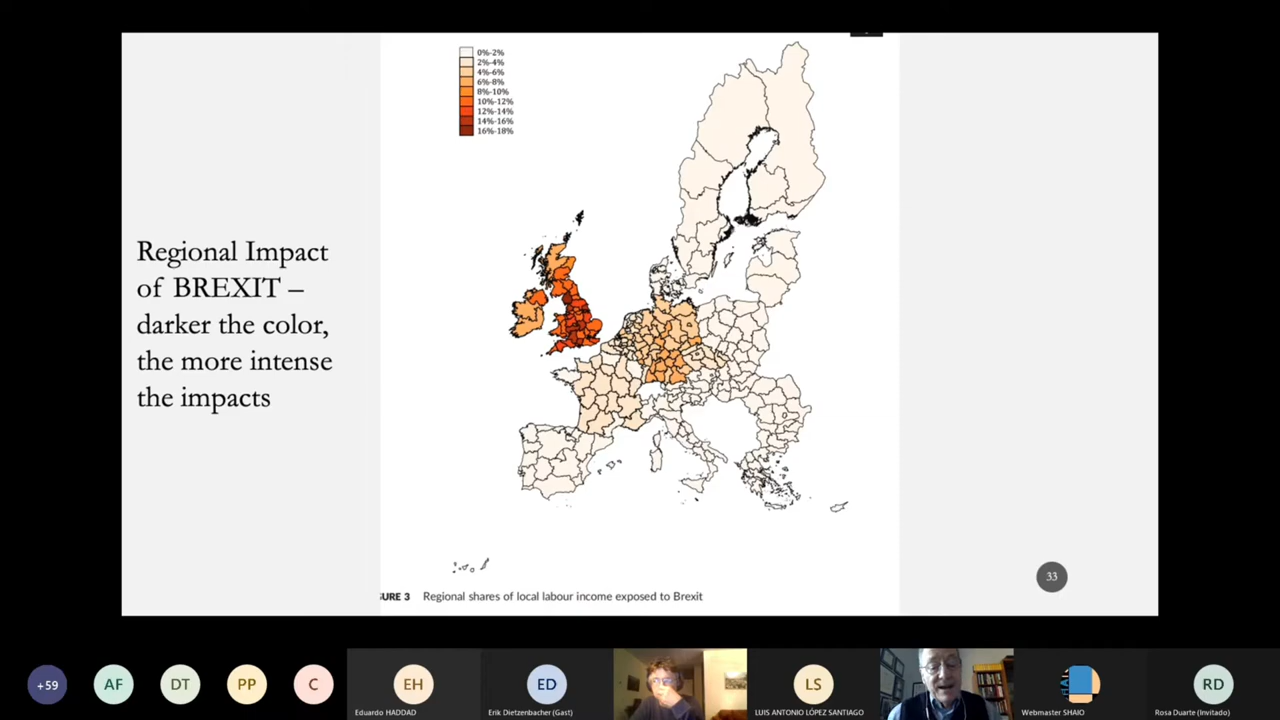 0%-2%
2%-4%
4%-6%
6%-8%
8%-10%
10%-12%
12%-14%
14%-16%
16%-18%
Regional Impact
of BREXIT –
darker the color,
the more intense
the impacts
33
URE 3 Regional shares of local labour income exposed to Brexit
+59
AF
DT
PP
C
EH
ED
LS
RD
Eduardo HADDAD
Erik Dietzenbacher (Gast)
LUIS ANTONIO LÓPEZ SANTIAGO
Webmaster SHAIO
Rosa Duarte (Invitado)